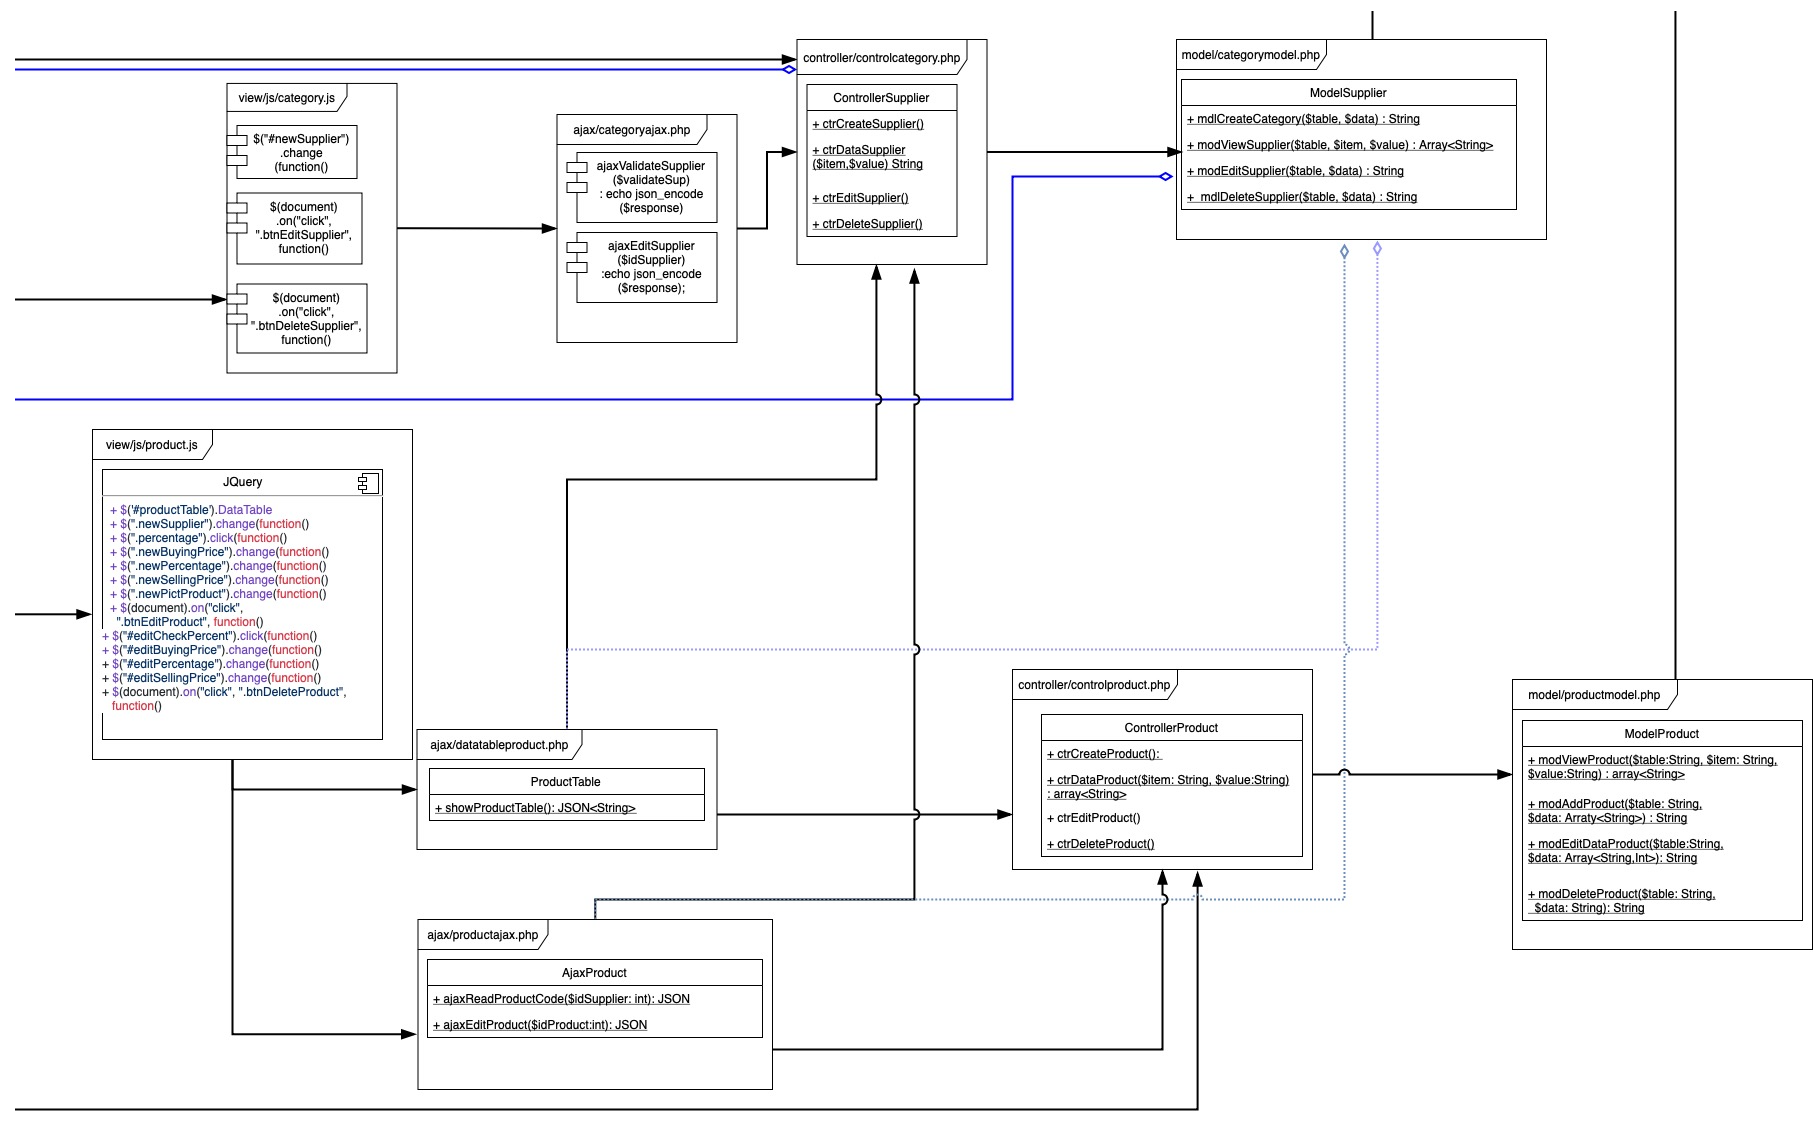 controller/controlcategory.php
ControllerSupplier
+ ctrCreateSupplier()
+ ctrDataSupplier
($item,$value) String
+ ctrEditSupplier()
+ ctrDeleteSupplier()
model/categorymodel.php
ModelSupplier
+ mdlCreateCategory($table, $data) : String
+ modViewSupplier($table, $item, $value) : Array<String>
+ modEditSupplier($table, $data) : String
+  mdlDeleteSupplier($table, $data) : String
view/js/category.js
$("#newSupplier")
.change
(function()
$(document)
.on("click",
".btnEditSupplier",
function()
$(document)
.on("click",
".btnDeleteSupplier",
function()
ajax/categoryajax.php
ajaxValidateSupplier
($validateSup)
: echo json_encode
($response)
ajaxEditSupplier
($idSupplier)
:echo json_encode
($response);
view/js/product.js
JQuery
+ $('#productTable').DataTable
+ $(".newSupplier").change(function()
+ $(".percentage").click(function()
+ $(".newBuyingPrice").change(function()
+ $(".newPercentage").change(function()
+ $(".newSellingPrice").change(function()
+ $(".newPictProduct").change(function()
+ $(document).on("click",
".btnEditProduct", function()
+ $("#editCheckPercent").click(function()
+ $("#editBuyingPrice").change(function()
+ $("#editPercentage").change(function()
+ $("#editSellingPrice").change(function()
+ $(document).on("click", ".btnDeleteProduct",
function()
ajax/datatableproduct.php
ProductTable
+ showProductTable(): JSON<String>
controller/controlproduct.php
ControllerProduct
+ ctrCreateProduct():
+ ctrDataProduct($item: String, $value:String)
: array<String>
+ ctrEditProduct()
+ ctrDeleteProduct()
model/productmodel.php
ModelProduct
+ modViewProduct($table:String, $item: String,
$value:String) : array<String>
+ modAddProduct($table: String,
$data: Arraty<String>) : String
+ modEditDataProduct($table:String,
$data: Array<String,Int>): String
+ modDeleteProduct($table: String,
$data: String): String
ajax/productajax.php
AjaxProduct
+ ajaxReadProductCode($idSupplier: int): JSON
+ ajaxEditProduct($idProduct:int): JSON